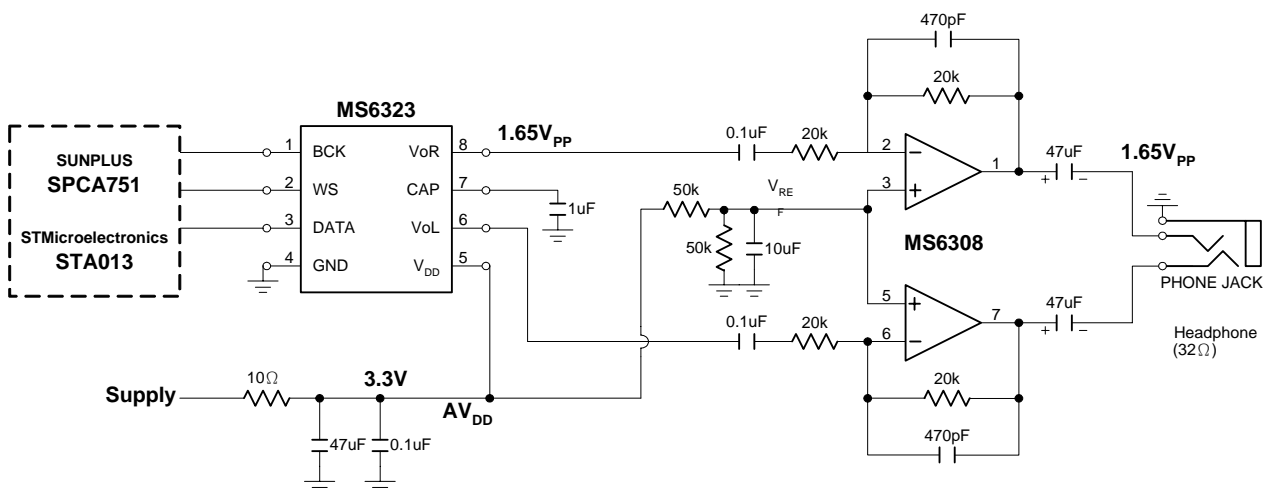 470pF
20k
MS6323
1.65VPP
0.1uF
20k
47uF
1.65VPP
SUNPLUS
SPCA751
STMicroelectronics
STA013
1 BCK VoR 8
2 WS CAP 7
3 DATA VoL 6
4 GND VDD 5
1uF
2 −
3 +
1
+ −
50k
VRE
F
50k
10uF
MS6308
PHONE JACK
Headphone
(32Ω)
0.1uF
20k
5 +
6 −
7
47uF
+ −
20k
470pF
Supply
10Ω
3.3V
AVDD
47uF
0.1uF